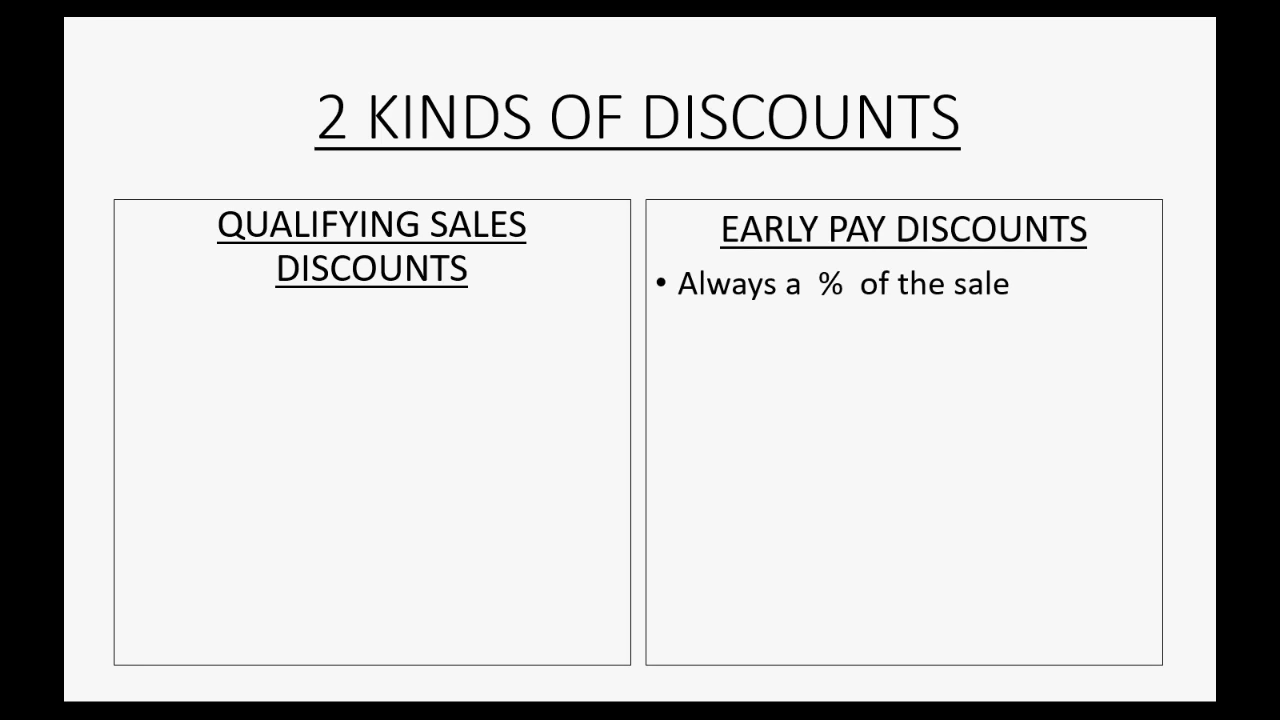 2 KINDS OF DISCOUNTS
QUALIFYING SALES
DISCOUNTS
EARLY PAY DISCOUNTS
• Always a  %  of the sale